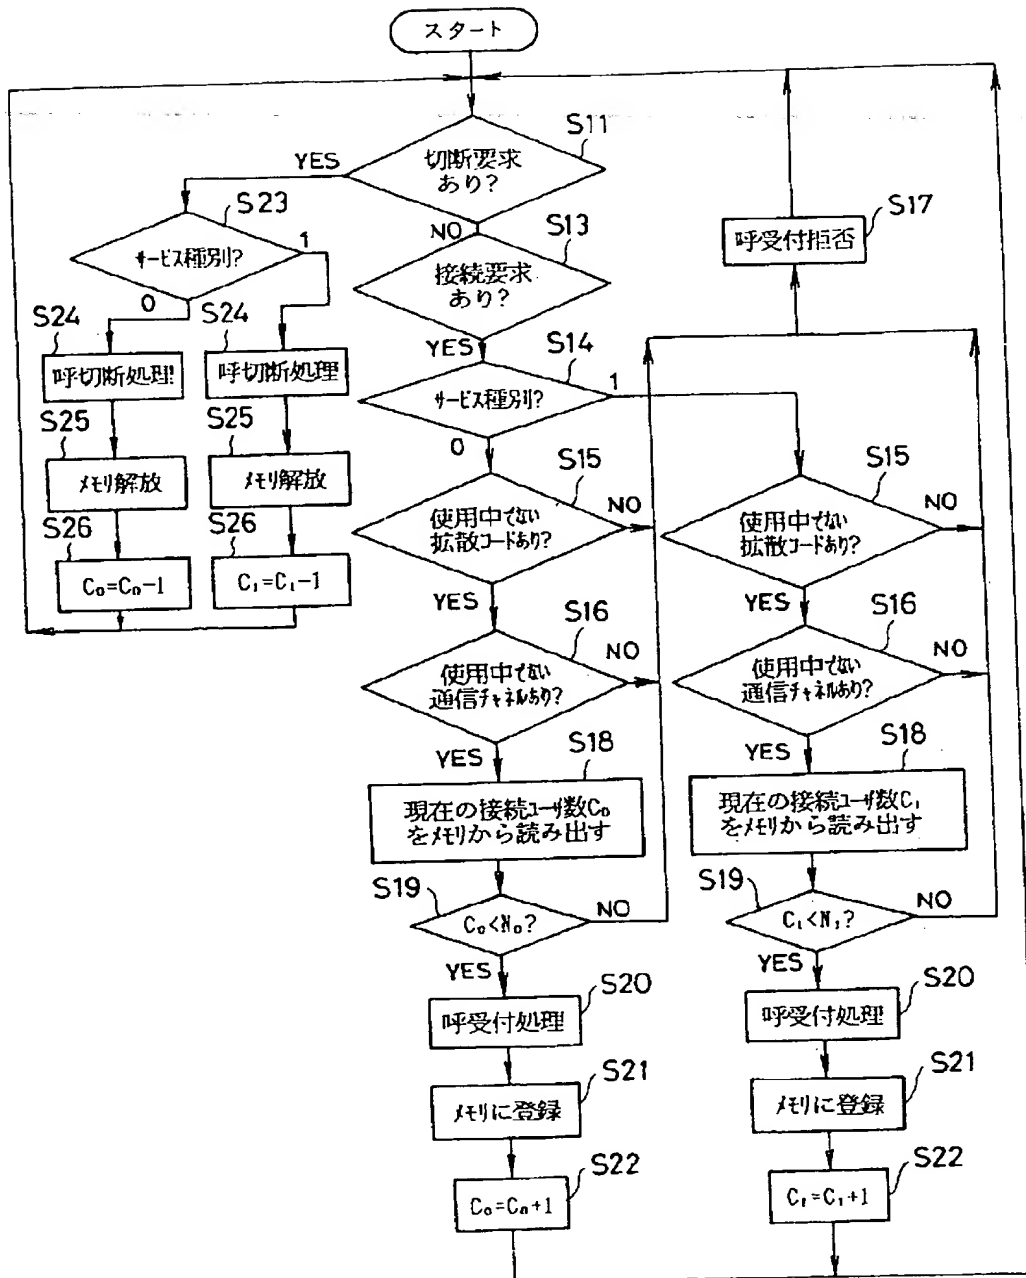 スタート
S11
切断要求
あり?
YES
NO
S23
サービス種別?
1
0
S13
接続要求
あり?
YES
S17
呼受付拒否
S24
呼切断処理
S24
呼切断処理
S14
サービス種別?
1
0
S25
メモリ解放
S25
メモリ解放
S15
使用中でない
拡散コードあり?
NO
YES
S15
使用中でない
拡散コードあり?
NO
YES
S26
C₀=C₀-1
S26
C₁=C₁-1
S16
使用中でない
通信チャネルあり?
NO
YES
S16
使用中でない
通信チャネルあり?
NO
YES
S18
現在の接続ユーザ数C₀
をメモリから読み出す
S18
現在の接続ユーザ数C₁
をメモリから読み出す
S19
C₀<N₀?
NO
YES
S19
C₁<N₁?
NO
YES
S20
呼受付処理
S20
呼受付処理
S21
メモリに登録
S21
メモリに登録
S22
C₀=C₀+1
S22
C₁=C₁+1